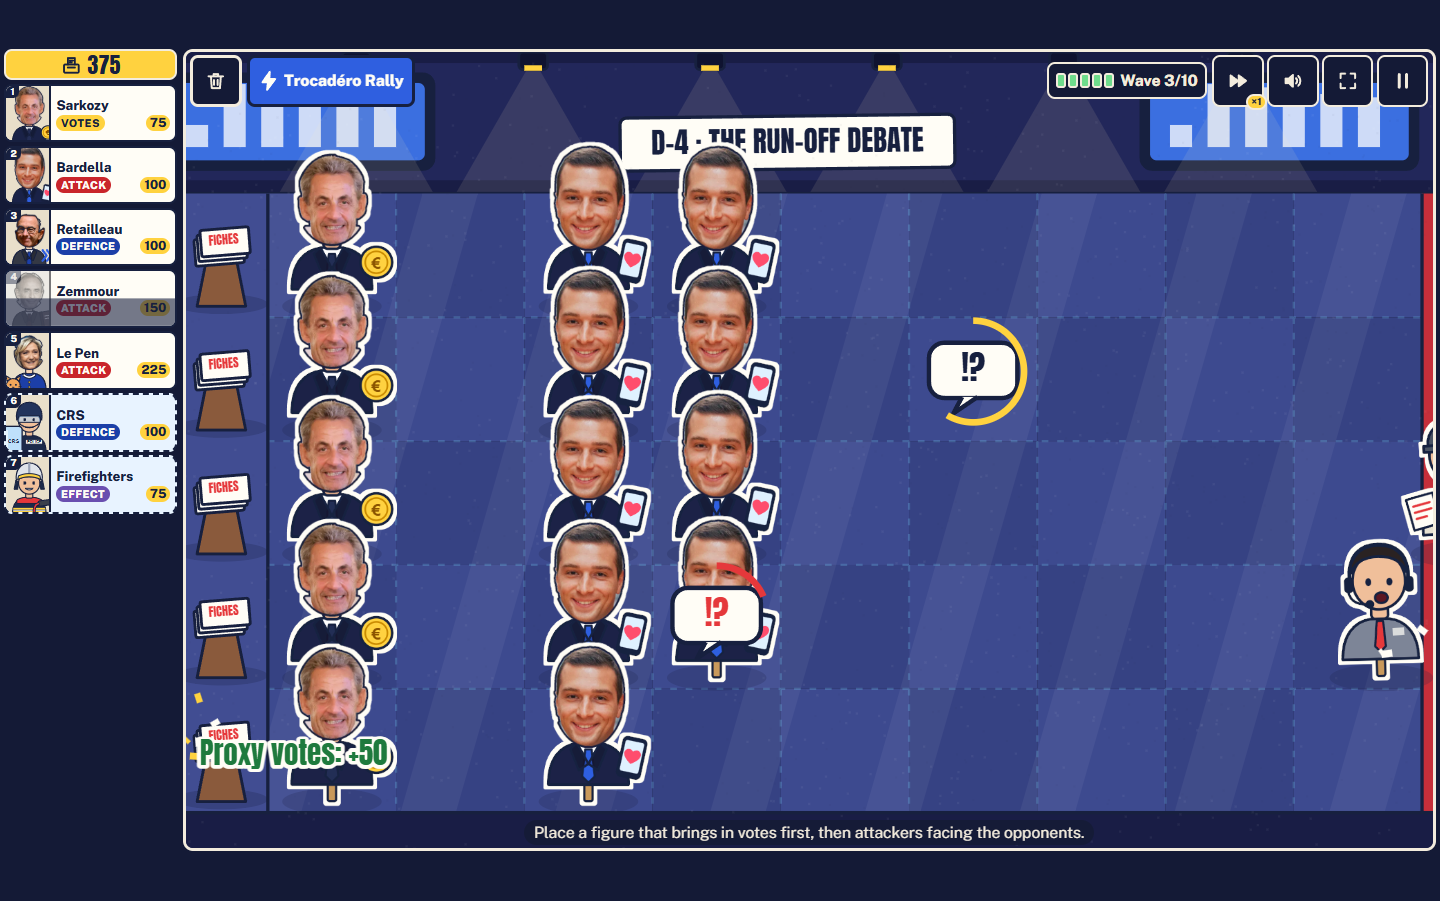 375
1
Sarkozy
VOTES 75
2
Bardella
ATTACK 100
3
Retailleau
DEFENCE 100
4
Zemmour
ATTACK 150
5
Le Pen
ATTACK 225
6
CRS
DEFENCE 100
7
Firefighters
EFFECT 75
Trocadéro Rally
Wave 3/10
×1
D-4 : THE RUN-OFF DEBATE
FICHES
FICHES
!?
FICHES
FICHES
!?
FICHES
Proxy votes: +50
Place a figure that brings in votes first, then attackers facing the opponents.